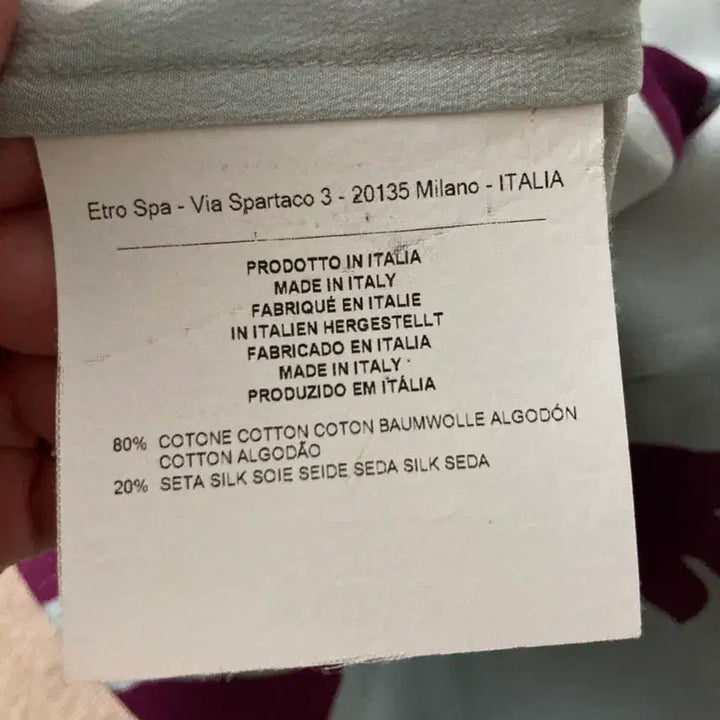 Etro Spa - Via Spartaco 3 - 20135 Milano - ITALIA
PRODOTTO IN ITALIA
MADE IN ITALY
FABRIQUÉ EN ITALIE
IN ITALIEN HERGESTELLT
FABRICADO EN ITALIA
MADE IN ITALY
PRODUZIDO EM ITÁLIA
80% COTONE COTTON COTON BAUMWOLLE ALGODÓN
COTTON ALGODÃO
20% SETA SILK SOIE SEIDE SEDA SILK SEDA